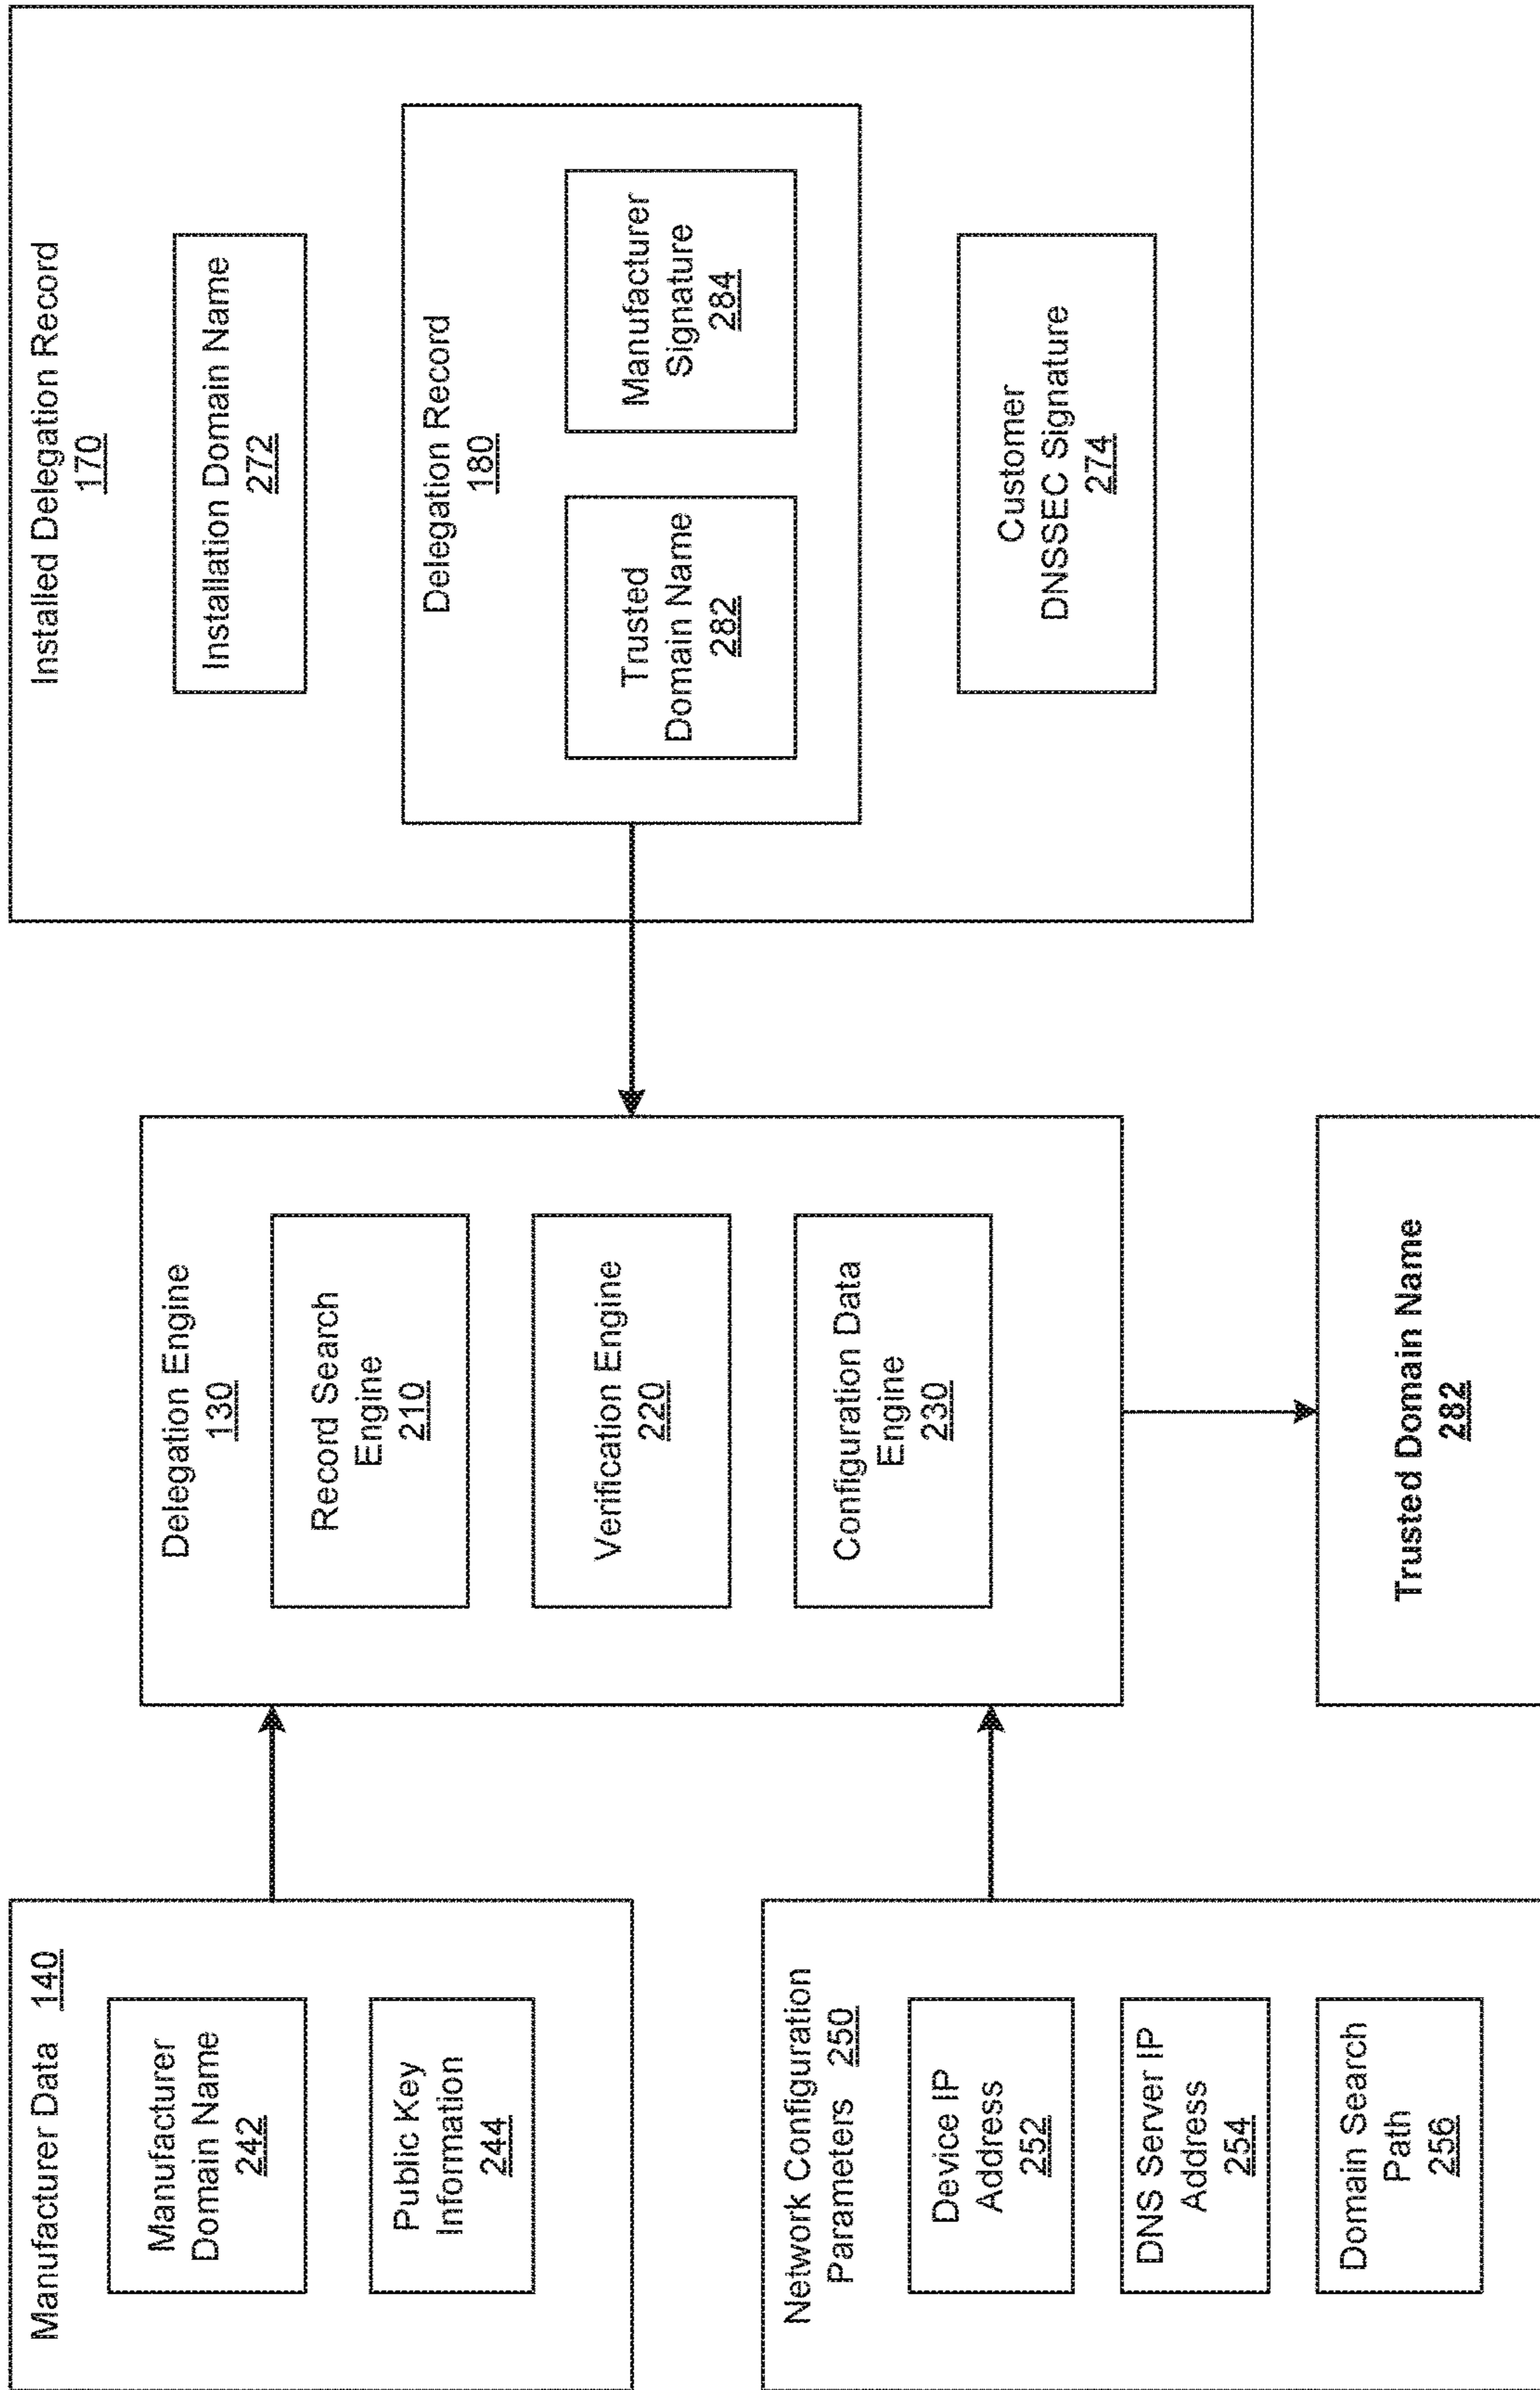 Manufacturer Data 140
Manufacturer
Domain Name
242
Public Key
Information
244
Network Configuration
Parameters 250
Device IP
Address
252
DNS Server IP
Address
254
Domain Search
Path
256
Delegation Engine
130
Record Search
Engine
210
Verification Engine
220
Configuration Data
Engine
230
Trusted Domain Name
282
Installed Delegation Record
170
Installation Domain Name
272
Delegation Record
180
Trusted
Domain Name
282
Manufacturer
Signature
284
Customer
DNSSEC Signature
274